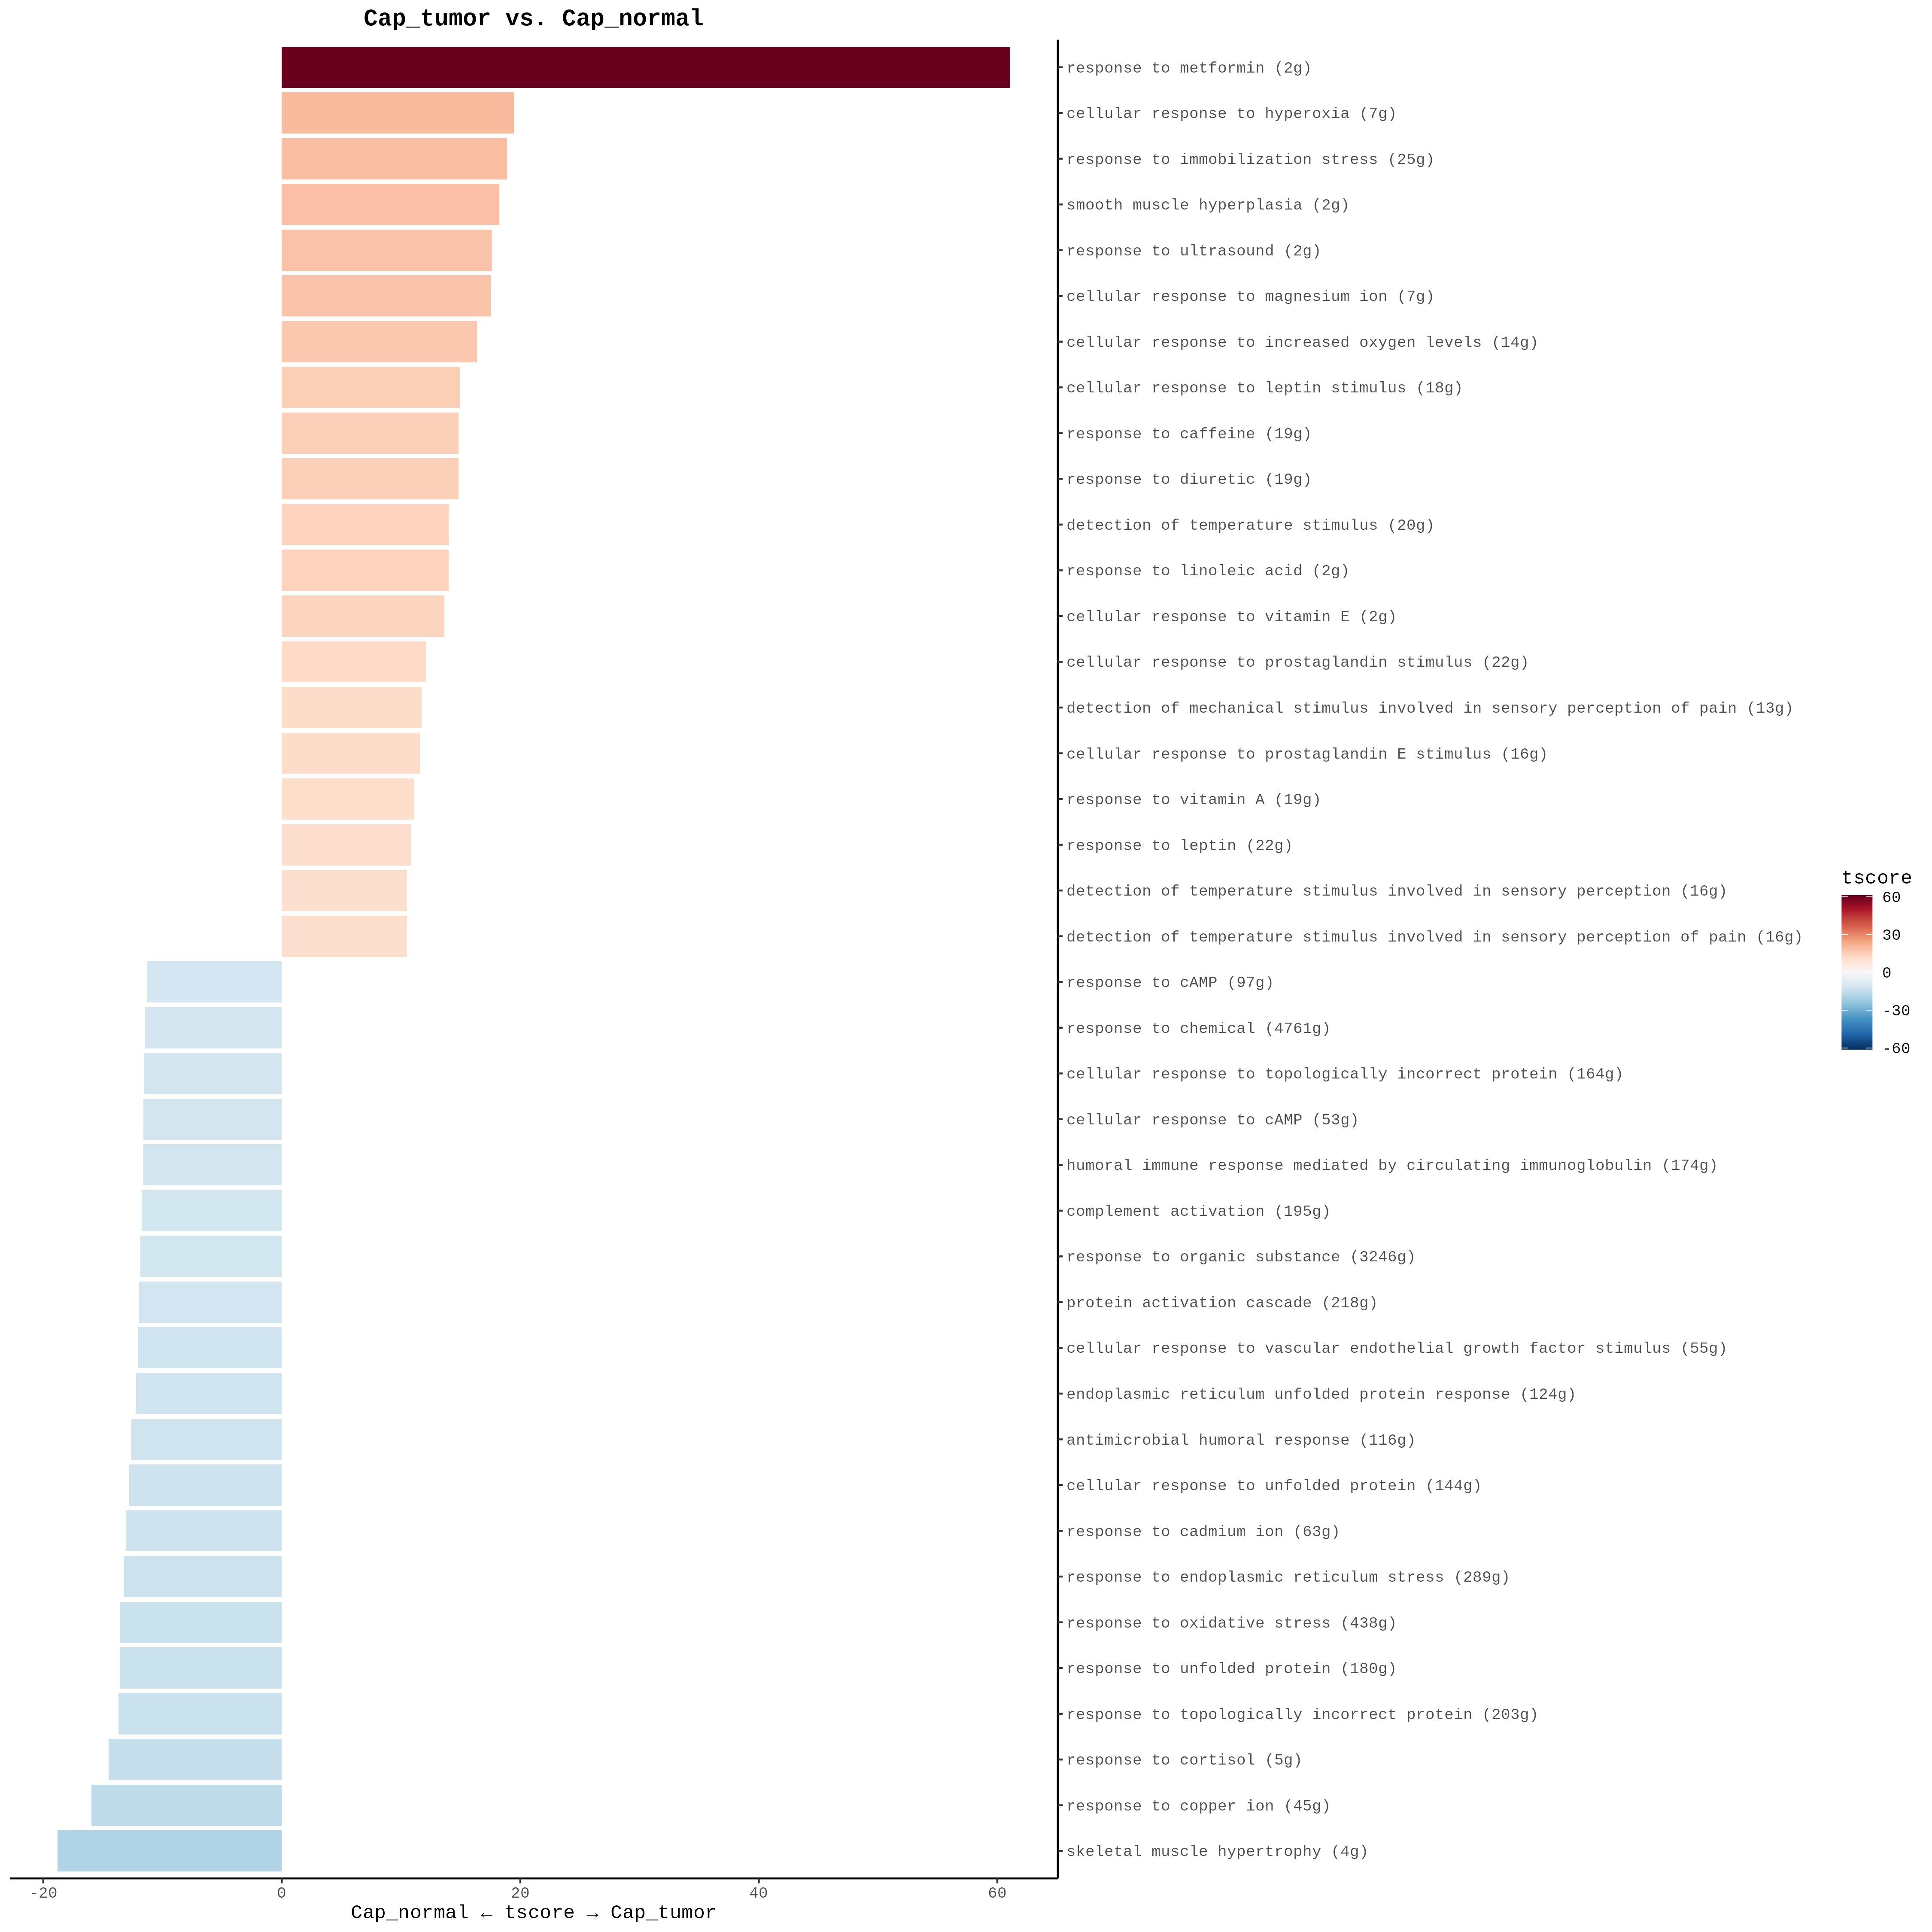 Cap_tumor vs. Cap_normal
response to metformin (2g)
cellular response to hyperoxia (7g)
response to immobilization stress (25g)
smooth muscle hyperplasia (2g)
response to ultrasound (2g)
cellular response to magnesium ion (7g)
cellular response to increased oxygen levels (14g)
cellular response to leptin stimulus (18g)
response to caffeine (19g)
response to diuretic (19g)
detection of temperature stimulus (20g)
response to linoleic acid (2g)
cellular response to vitamin E (2g)
cellular response to prostaglandin stimulus (22g)
detection of mechanical stimulus involved in sensory perception of pain (13g)
cellular response to prostaglandin E stimulus (16g)
response to vitamin A (19g)
response to leptin (22g)
detection of temperature stimulus involved in sensory perception (16g)
detection of temperature stimulus involved in sensory perception of pain (16g)
response to cAMP (97g)
response to chemical (4761g)
cellular response to topologically incorrect protein (164g)
cellular response to cAMP (53g)
humoral immune response mediated by circulating immunoglobulin (174g)
complement activation (195g)
response to organic substance (3246g)
protein activation cascade (218g)
cellular response to vascular endothelial growth factor stimulus (55g)
endoplasmic reticulum unfolded protein response (124g)
antimicrobial humoral response (116g)
cellular response to unfolded protein (144g)
response to cadmium ion (63g)
response to endoplasmic reticulum stress (289g)
response to oxidative stress (438g)
response to unfolded protein (180g)
response to topologically incorrect protein (203g)
response to cortisol (5g)
response to copper ion (45g)
skeletal muscle hypertrophy (4g)
-20 0 20 40 60
Cap_normal ← tscore → Cap_tumor
tscore
60
30
0
-30
-60